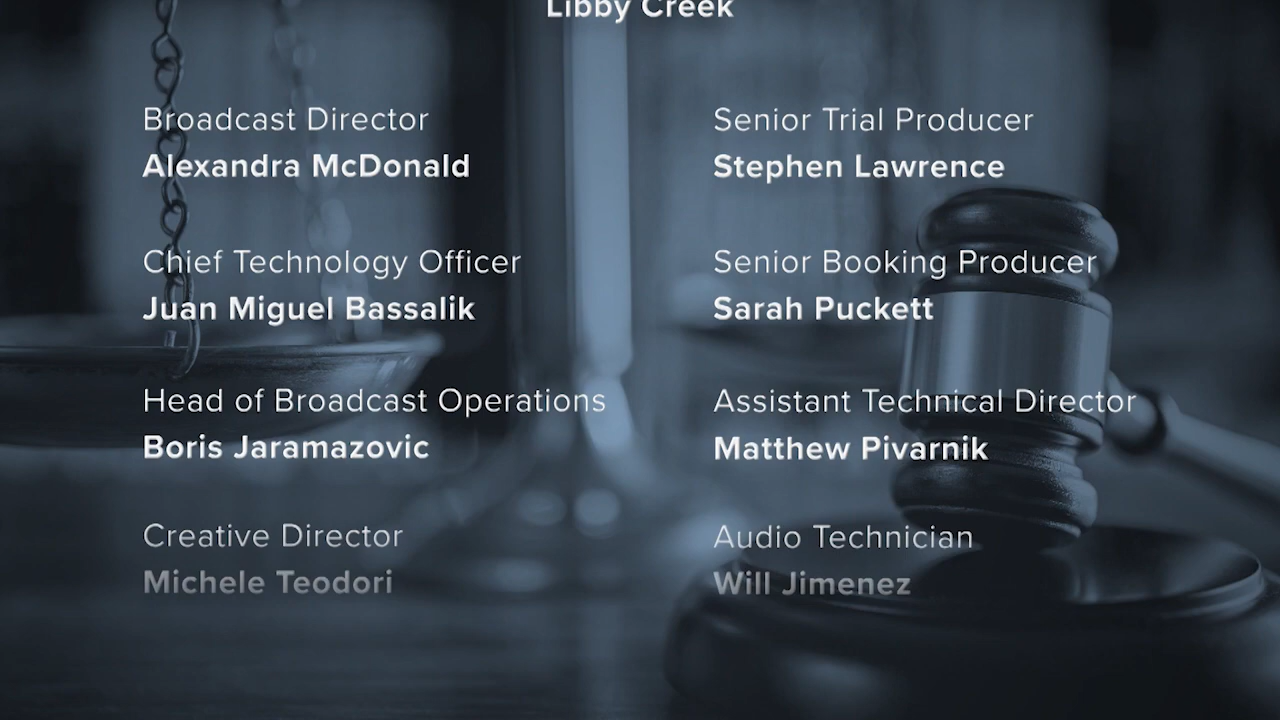 Libby Creek
Broadcast Director
Alexandra McDonald
Chief Technology Officer
Juan Miguel Bassalik
Head of Broadcast Operations
Boris Jaramazovic
Creative Director
Michele Teodori
Senior Trial Producer
Stephen Lawrence
Senior Booking Producer
Sarah Puckett
Assistant Technical Director
Matthew Pivarnik
Audio Technician
Will Jimenez